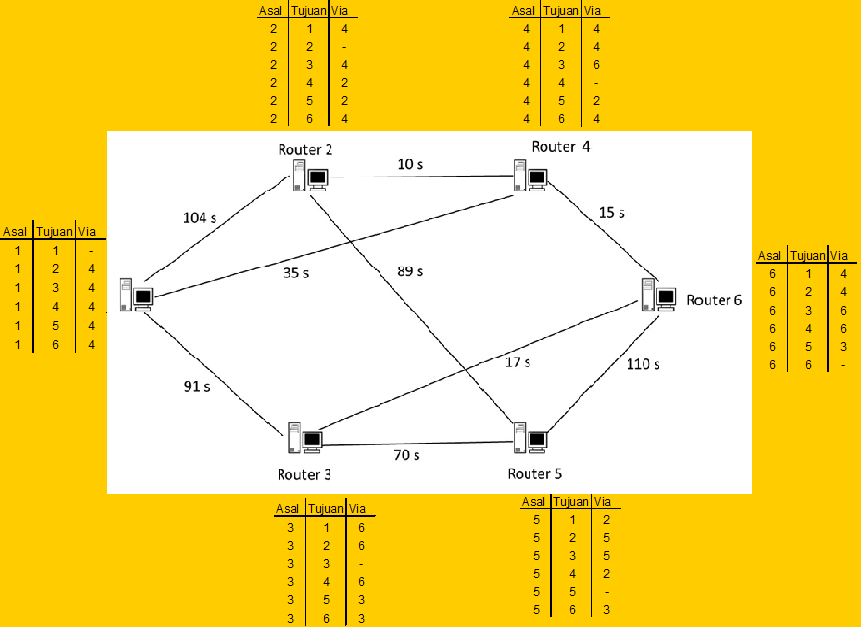 Asal Tujuan Via
2 1 4
2 2 -
2 3 4
2 4 2
2 5 2
2 6 4
Asal Tujuan Via
4 1 4
4 2 4
4 3 6
4 4 -
4 5 2
4 6 4
Router 2
10 s
Router 4
104 s
15 s
Asal Tujuan Via
1 1 -
1 2 4
1 3 4
1 4 4
1 5 4
1 6 4
35 s
89 s
Router 6
Asal Tujuan Via
6 1 4
6 2 4
6 3 6
6 4 6
6 5 3
6 6 -
91 s
17 s
110 s
70 s
Router 3
Router 5
Asal Tujuan Via
3 1 6
3 2 6
3 3 -
3 4 6
3 5 3
3 6 3
Asal Tujuan Via
5 1 2
5 2 5
5 3 5
5 4 2
5 5 -
5 6 3